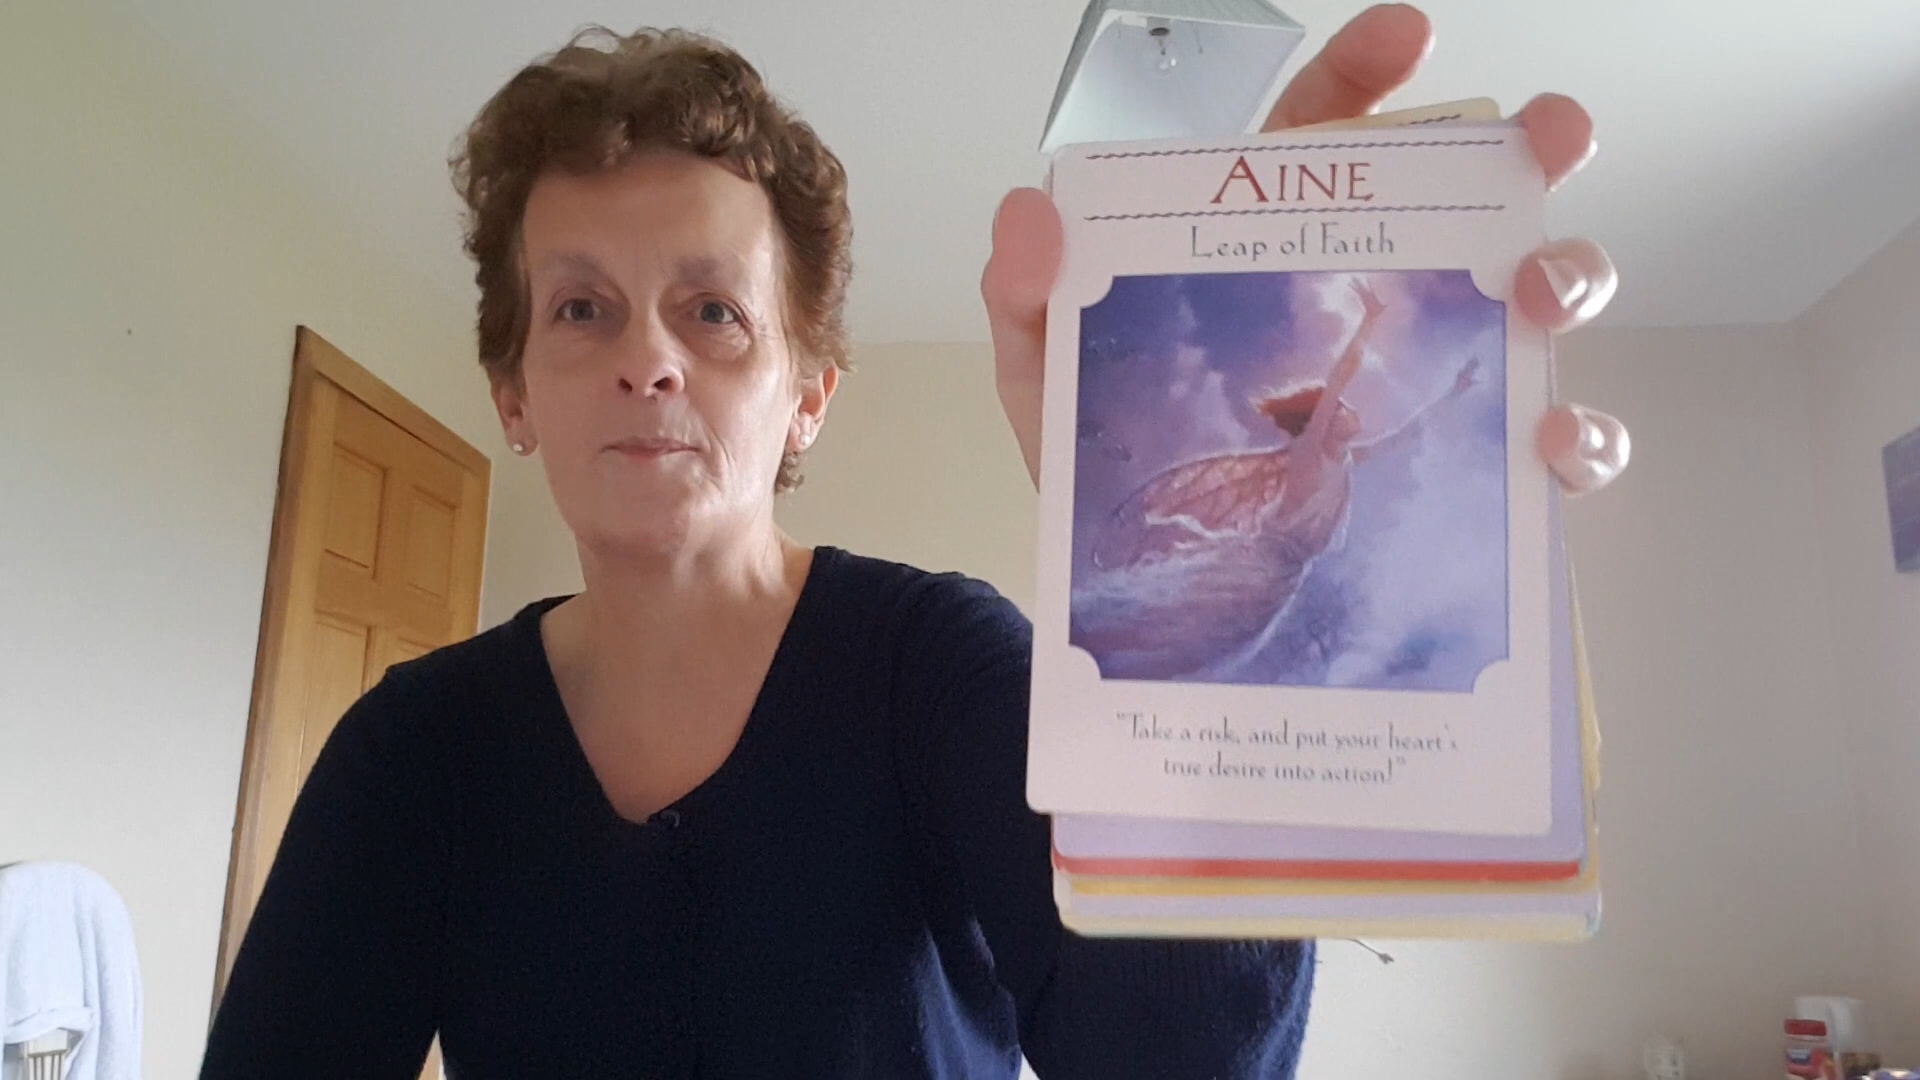 AINE
Leap of Faith
"Take a risk, and put your heart's
true desire into action!"